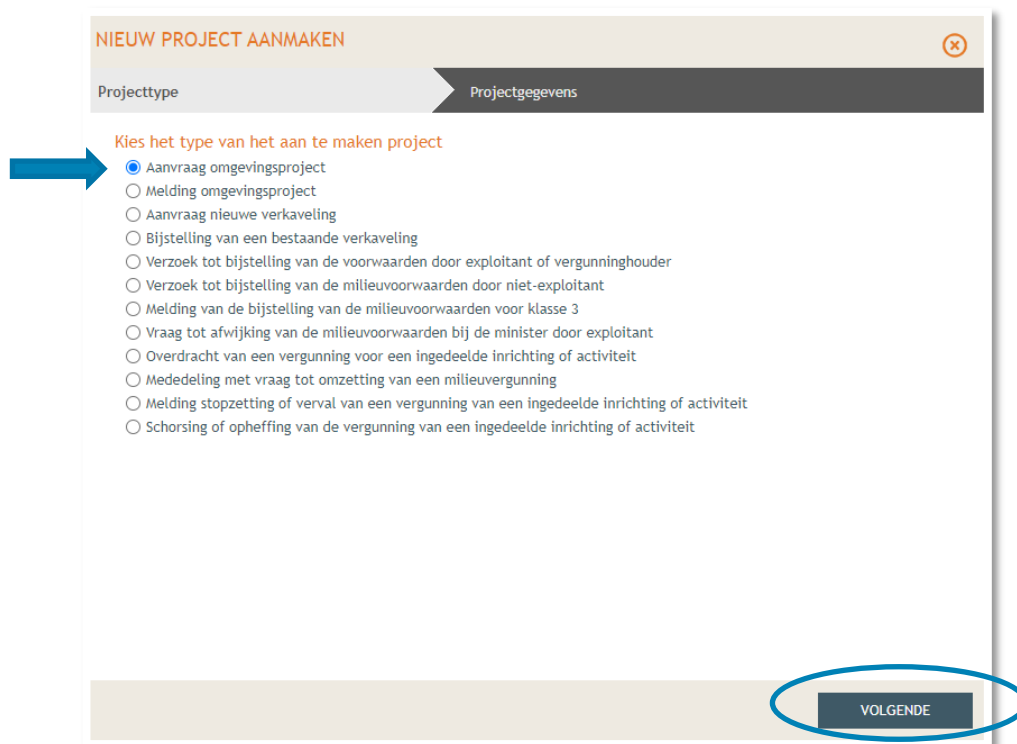 NIEUW PROJECT AANMAKEN
Projecttype
Projectgegevens
Kies het type van het aan te maken project
Aanvraag omgevingsproject
Melding omgevingsproject
Aanvraag nieuwe verkaveling
Bijstelling van een bestaande verkaveling
Verzoek tot bijstelling van de voorwaarden door exploitant of vergunninghouder
Verzoek tot bijstelling van de milieuvoorwaarden door niet-exploitant
Melding van de bijstelling van de milieuvoorwaarden voor klasse 3
Vraag tot afwijking van de milieuvoorwaarden bij de minister door exploitant
Overdracht van een vergunning voor een ingedeelde inrichting of activiteit
Mededeling met vraag tot omzetting van een milieuvergunning
Melding stopzetting of verval van een vergunning van een ingedeelde inrichting of activiteit
Schorsing of opheffing van de vergunning van een ingedeelde inrichting of activiteit
VOLGENDE